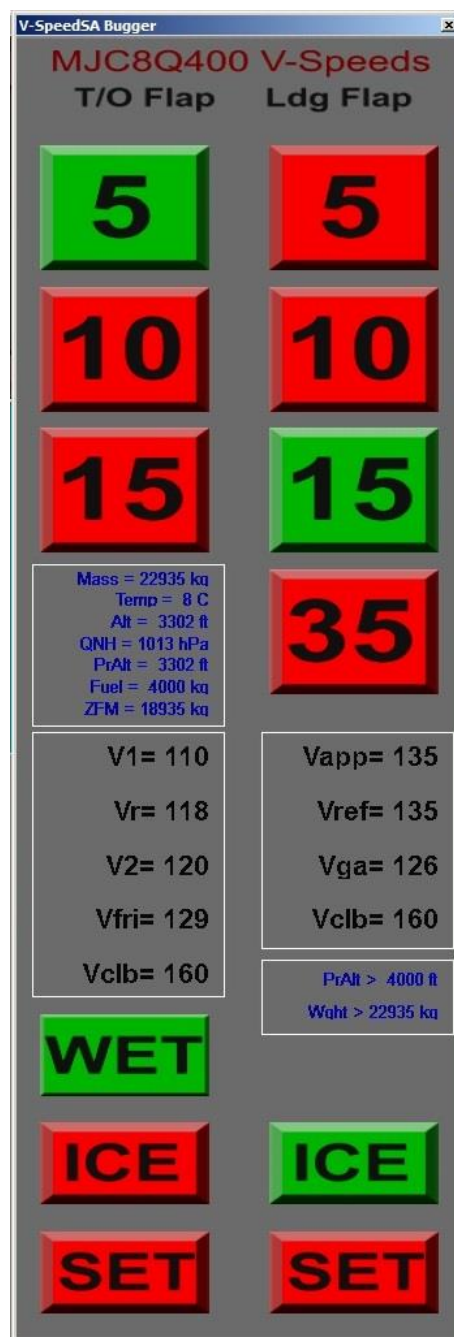 V-SpeedSA Bugger
MJC8Q400 V-Speeds
T/O Flap Ldg Flap
5 5
10 10
15 15
Mass = 22935 kg
Temp = 8 C
Alt = 3302 ft
QNH = 1013 hPa
PrAlt = 3302 ft
Fuel = 4000 kg
ZFM = 18935 kg
35
V1= 110
Vr= 118
V2= 120
Vfri= 129
Vclb= 160
Vapp= 135
Vref= 135
Vga= 126
Vclb= 160
PrAlt > 4000 ft
Wght > 22935 kg
WET
ICE ICE
SET SET